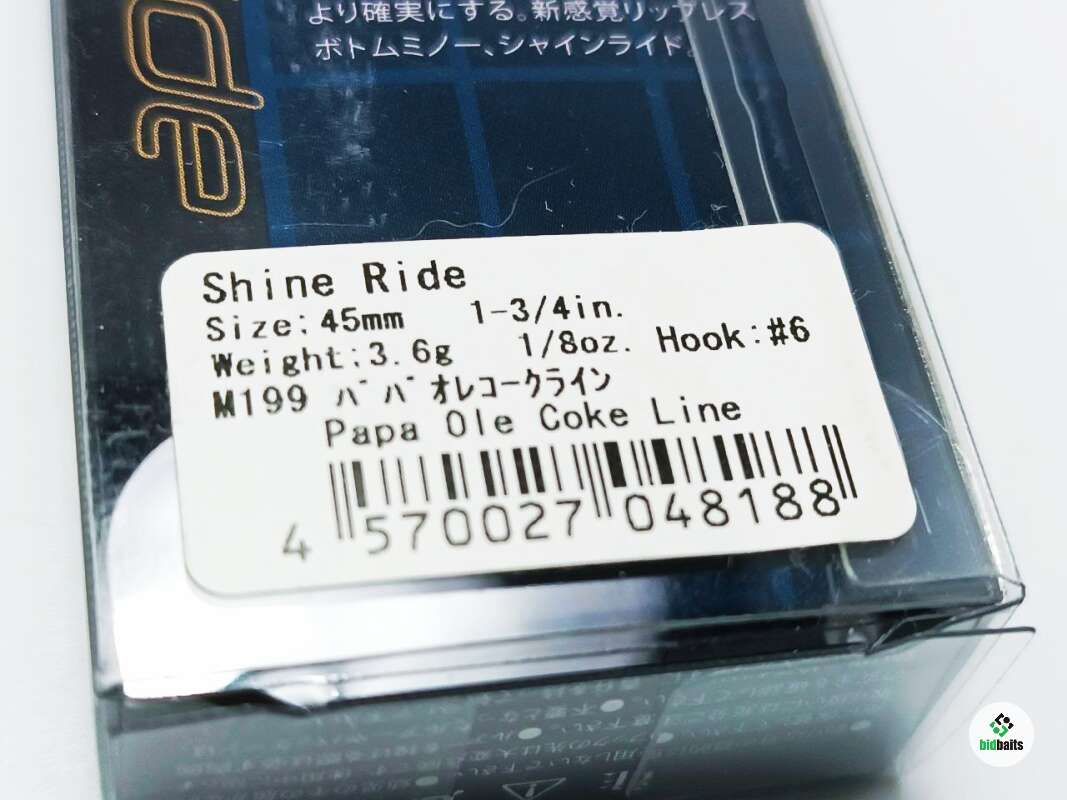 より確実にする。新感覚リップレス
ボトムミノー、シャインライド。
de
Shine Ride
Size:45mm 1-3/4in.
Weight:3.6g 1/8oz. Hook:#6
M199 ババオレコークライン
Papa Ole Coke Line
4 570027 048188
bidbaits